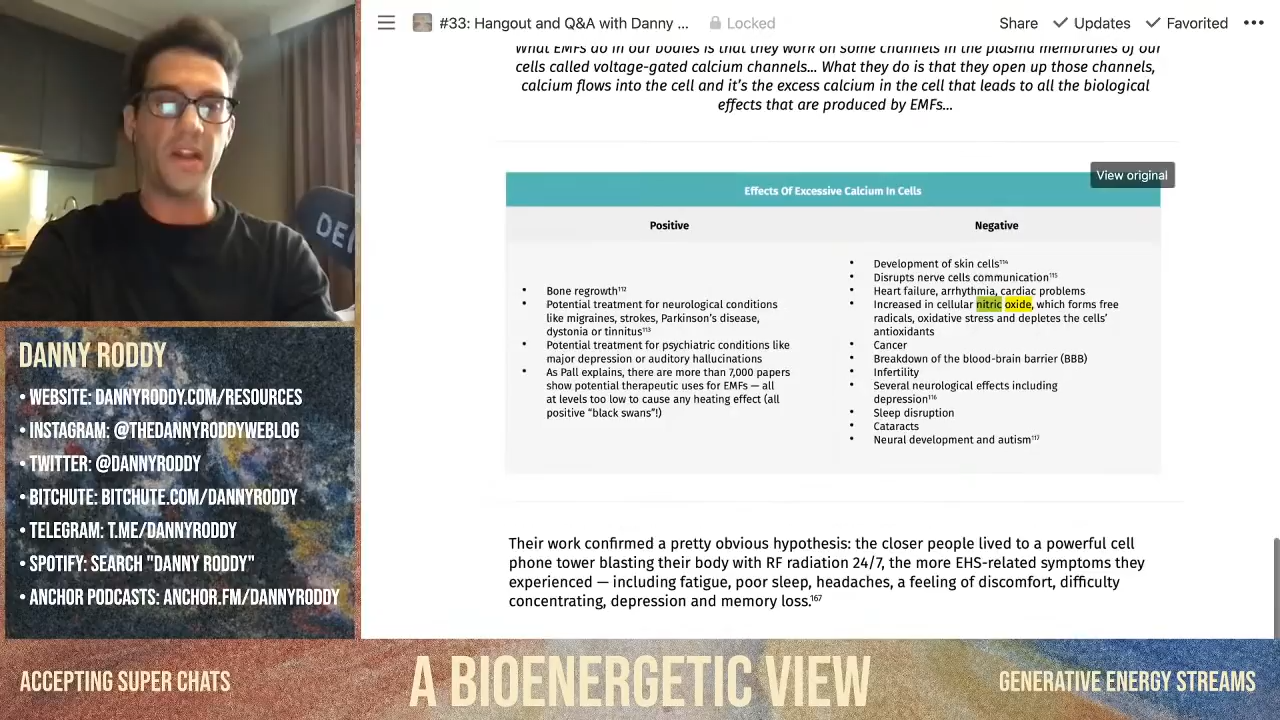 #33: Hangout and Q&A with Danny ...
Locked
Share
Updates
Favorited
What EMFs do in our bodies is that they work on some channels in the plasma membranes of our
cells called voltage-gated calcium channels... What they do is that they open up those channels,
calcium flows into the cell and it's the excess calcium in the cell that leads to all the biological
effects that are produced by EMFs...
View original
Effects Of Excessive Calcium In Cells
Positive
Bone regrowth¹¹²
Potential treatment for neurological conditions
like migraines, strokes, Parkinson's disease,
dystonia or tinnitus¹¹³
Potential treatment for psychiatric conditions like
major depression or auditory hallucinations
As Pall explains, there are more than 7,000 papers
show potential therapeutic uses for EMFs — all
at levels too low to cause any heating effect (all
positive "black swans"!)
Negative
Development of skin cells¹¹⁴
Disrupts nerve cells communication¹¹⁵
Heart failure, arrhythmia, cardiac problems
Increased in cellular nitric oxide, which forms free
radicals, oxidative stress and depletes the cells'
antioxidants
Cancer
Breakdown of the blood-brain barrier (BBB)
Infertility
Several neurological effects including
depression¹¹⁶
Sleep disruption
Cataracts
Neural development and autism¹¹⁷
Their work confirmed a pretty obvious hypothesis: the closer people lived to a powerful cell
phone tower blasting their body with RF radiation 24/7, the more EHS-related symptoms they
experienced — including fatigue, poor sleep, headaches, a feeling of discomfort, difficulty
concentrating, depression and memory loss.¹⁶⁷
DANNY RODDY
• WEBSITE: DANNYRODDY.COM/RESOURCES
• INSTAGRAM: @THEDANNYRODDYWEBLOG
• TWITTER: @DANNYRODDY
• BITCHUTE: BITCHUTE.COM/DANNYRODDY
• TELEGRAM: T.ME/DANNYRODDY
• SPOTIFY: SEARCH "DANNY RODDY"
• ANCHOR PODCASTS: ANCHOR.FM/DANNYRODDY
ACCEPTING SUPER CHATS
A BIOENERGETIC VIEW
GENERATIVE ENERGY STREAMS